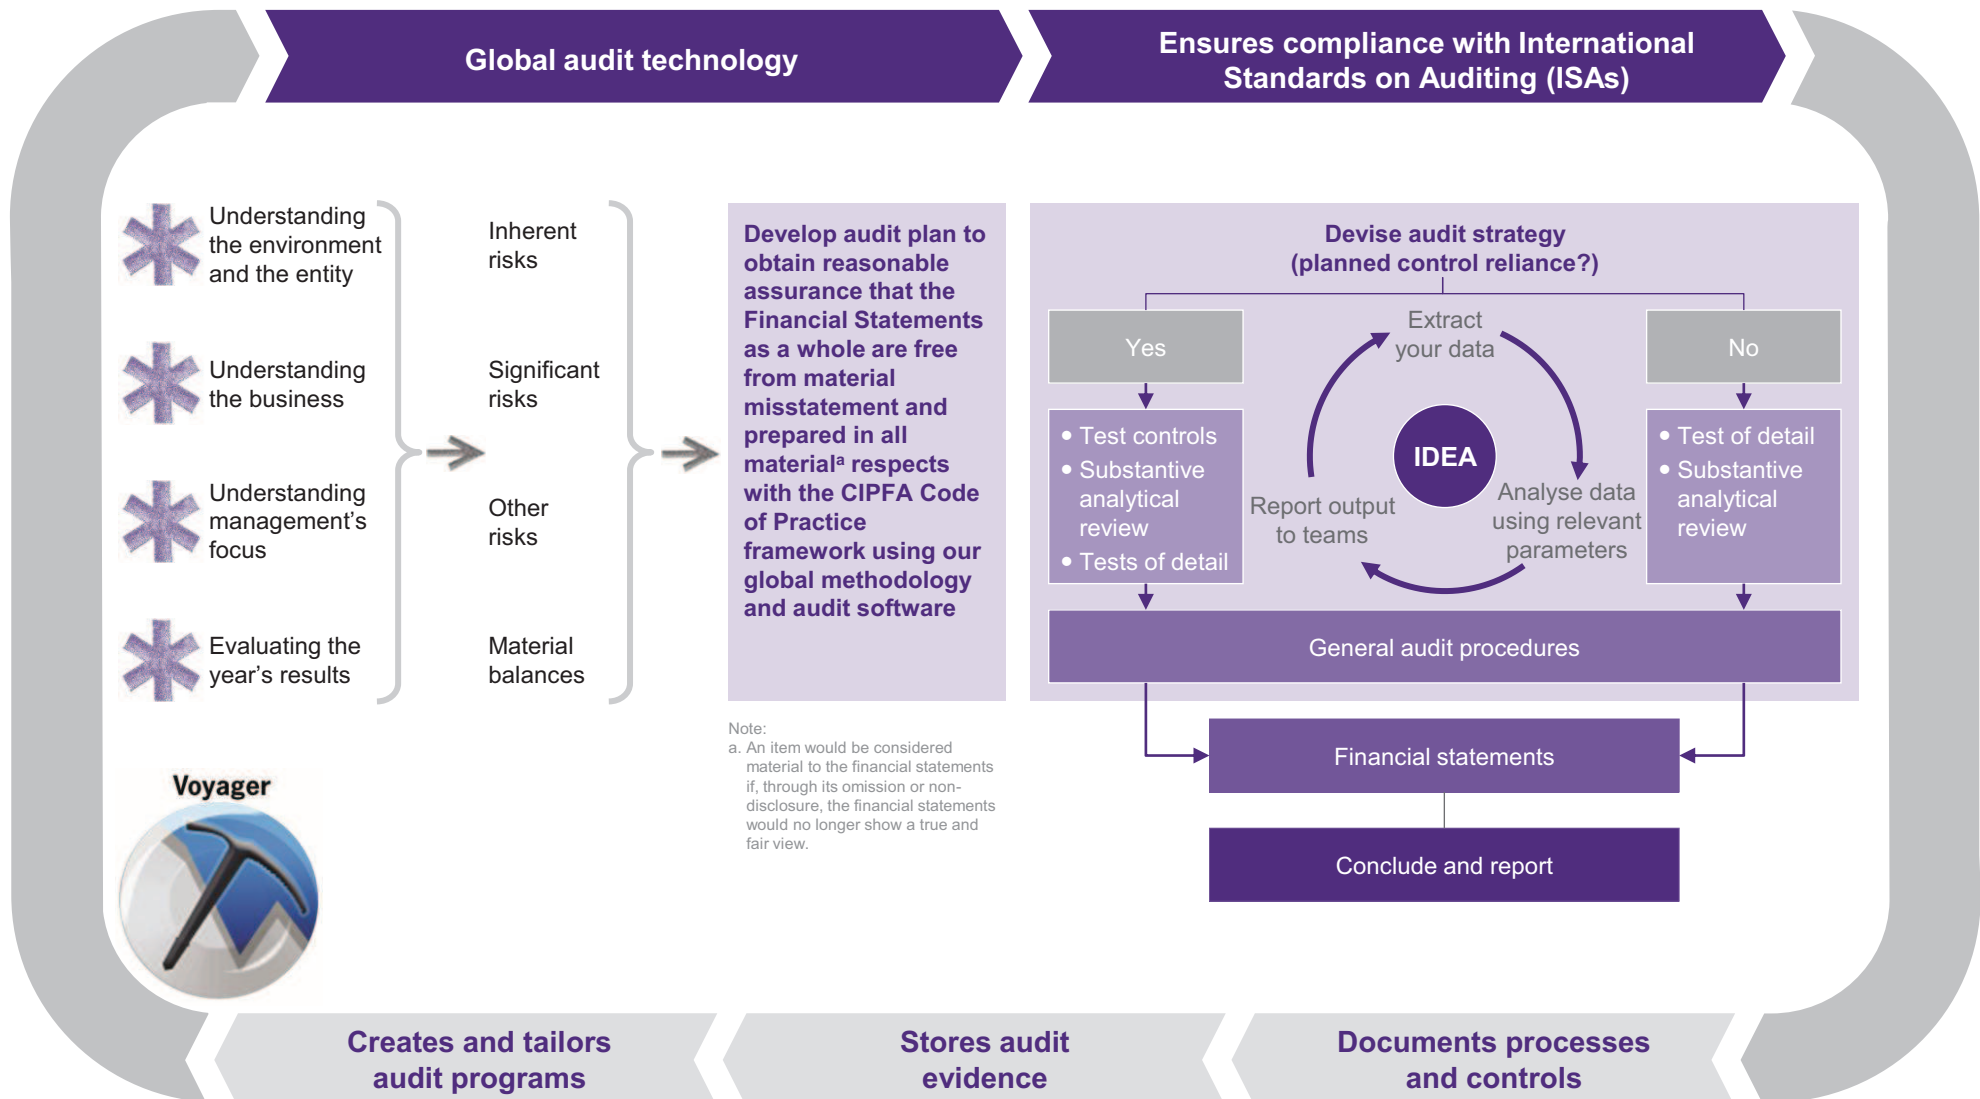 Global audit technology
Ensures compliance with International
Standards on Auditing (ISAs)
Understanding
the environment
and the entity
Understanding
the business
Understanding
management's
focus
Evaluating the
year's results
Inherent
risks
Significant
risks
Other
risks
Material
balances
Develop audit plan to
obtain reasonable
assurance that the
Financial Statements
as a whole are free
from material
misstatement and
prepared in all
materialᵃ respects
with the CIPFA Code
of Practice
framework using our
global methodology
and audit software
Note:
a. An item would be considered
material to the financial statements
if, through its omission or non-
disclosure, the financial statements
would no longer show a true and
fair view.
Devise audit strategy
(planned control reliance?)
Yes
• Test controls
• Substantive
analytical
review
• Tests of detail
Extract
your data
IDEA
Analyse data
using relevant
parameters
Report output
to teams
No
• Test of detail
• Substantive
analytical
review
General audit procedures
Financial statements
Conclude and report
Voyager
Creates and tailors
audit programs
Stores audit
evidence
Documents processes
and controls